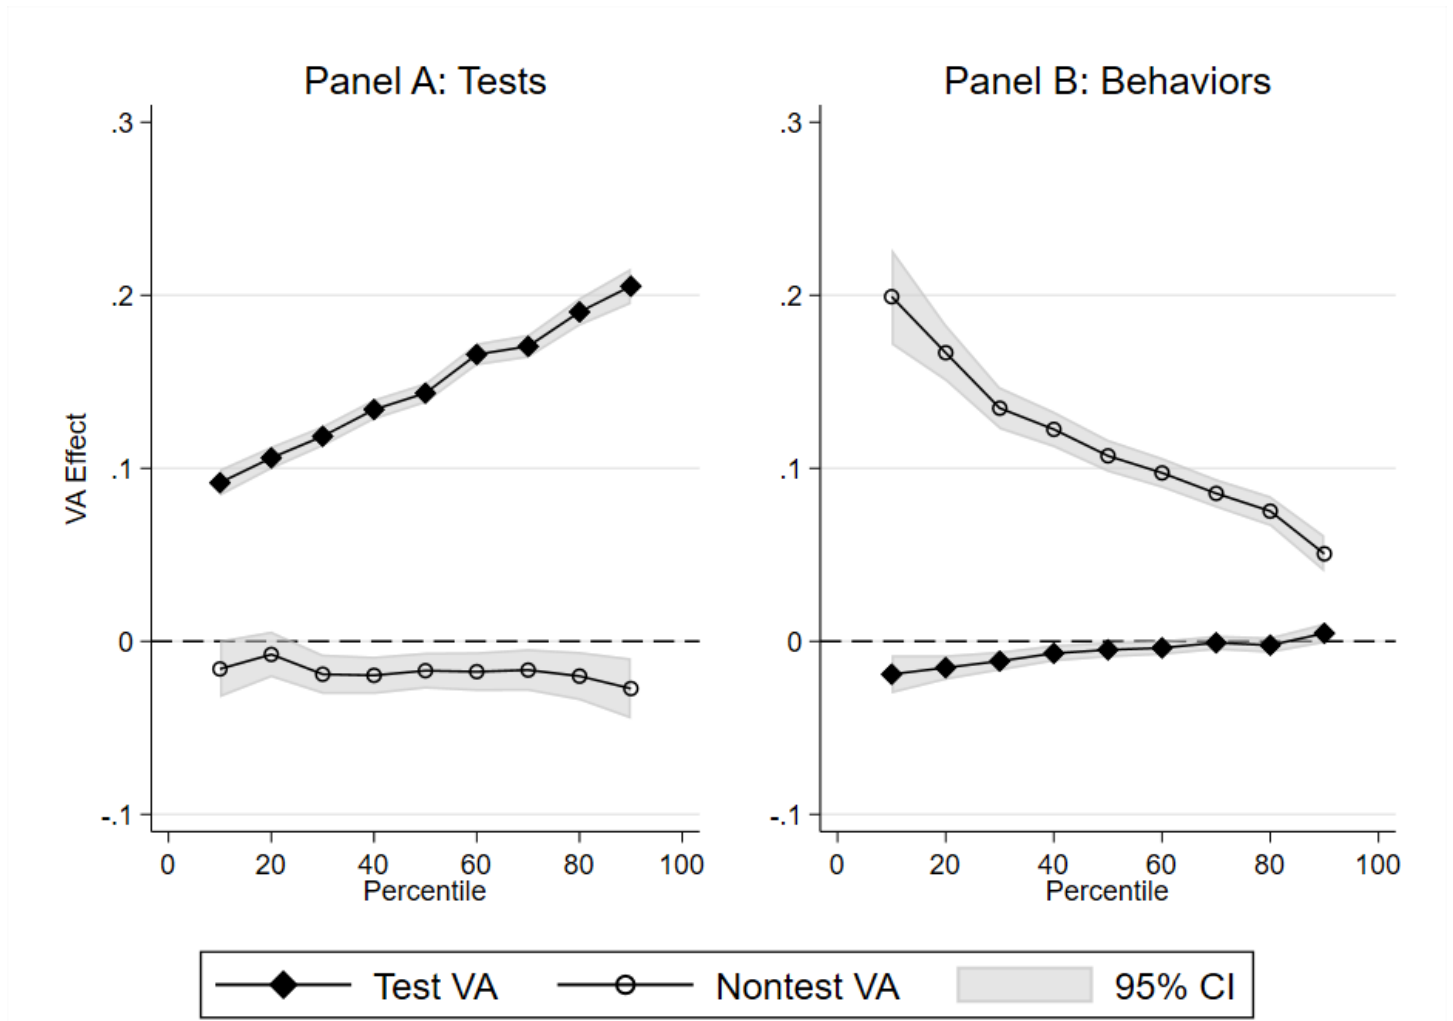 Panel A: Tests
Panel B: Behaviors
VA Effect
.3
.2
.1
0
-.1
0 20 40 60 80 100
Percentile
.3
.2
.1
0
-.1
0 20 40 60 80 100
Percentile
Test VA Nontest VA 95% CI